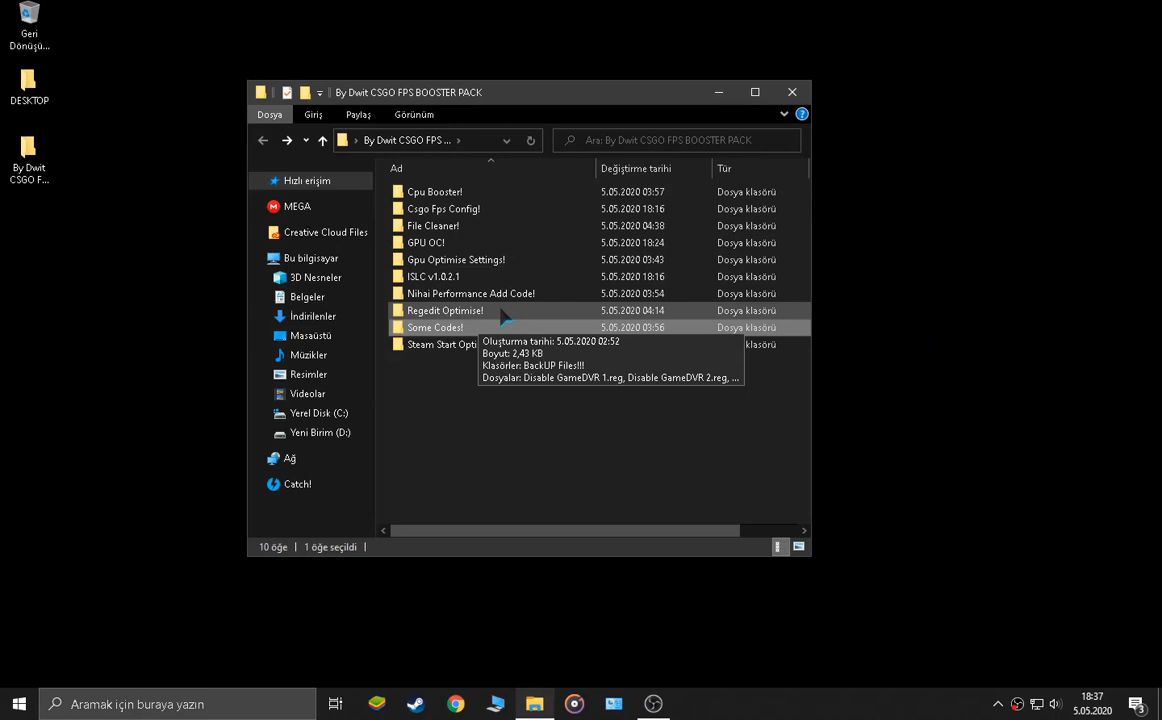 Geri
Dönüşü...
DESKTOP
By Dwit
CSGO F...
By Dwit CSGO FPS BOOSTER PACK
Dosya Giriş Paylaş Görünüm
By Dwit CSGO FPS ...
Ara: By Dwit CSGO FPS BOOSTER PACK
Ad Değiştirme tarihi Tür
Hızlı erişim
MEGA
Creative Cloud Files
Bu bilgisayar
3D Nesneler
Belgeler
İndirilenler
Masaüstü
Müzikler
Resimler
Videolar
Yerel Disk (C:)
Yeni Birim (D:)
Ağ
Catch!
Cpu Booster! 5.05.2020 03:57 Dosya klasörü
Csgo Fps Config! 5.05.2020 18:16 Dosya klasörü
File Cleaner! 5.05.2020 04:38 Dosya klasörü
GPU OC! 5.05.2020 18:24 Dosya klasörü
Gpu Optimise Settings! 5.05.2020 03:43 Dosya klasörü
ISLC v1.0.2.1 5.05.2020 18:16 Dosya klasörü
Nihai Performance Add Code! 5.05.2020 03:54 Dosya klasörü
Regedit Optimise! 5.05.2020 04:14 Dosya klasörü
Some Codes! 5.05.2020 03:56 Dosya klasörü
Steam Start Opti Dosya klasörü
Oluşturma tarihi: 5.05.2020 02:52
Boyut: 2,43 KB
Klasörler: BackUP Files!!!
Dosyalar: Disable GameDVR 1.reg, Disable GameDVR 2.reg, ...
10 öğe 1 öğe seçildi
Aramak için buraya yazın
18:37
5.05.2020
3